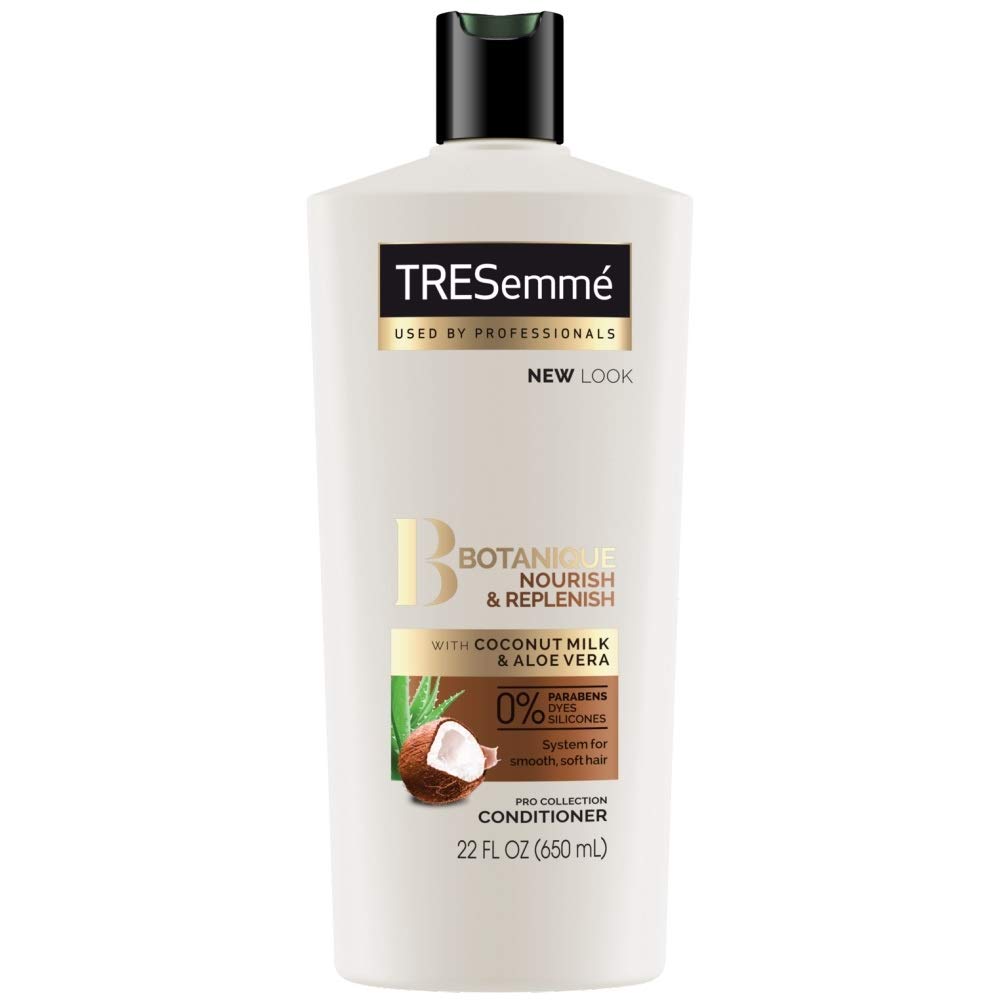 TRESemmé
USED BY PROFESSIONALS
NEW LOOK
B BOTANIQUE
NOURISH
& REPLENISH
WITH COCONUT MILK
& ALOE VERA
0% PARABENS
DYES
SILICONES
System for
smooth, soft hair
PRO COLLECTION
CONDITIONER
22 FL OZ (650 mL)